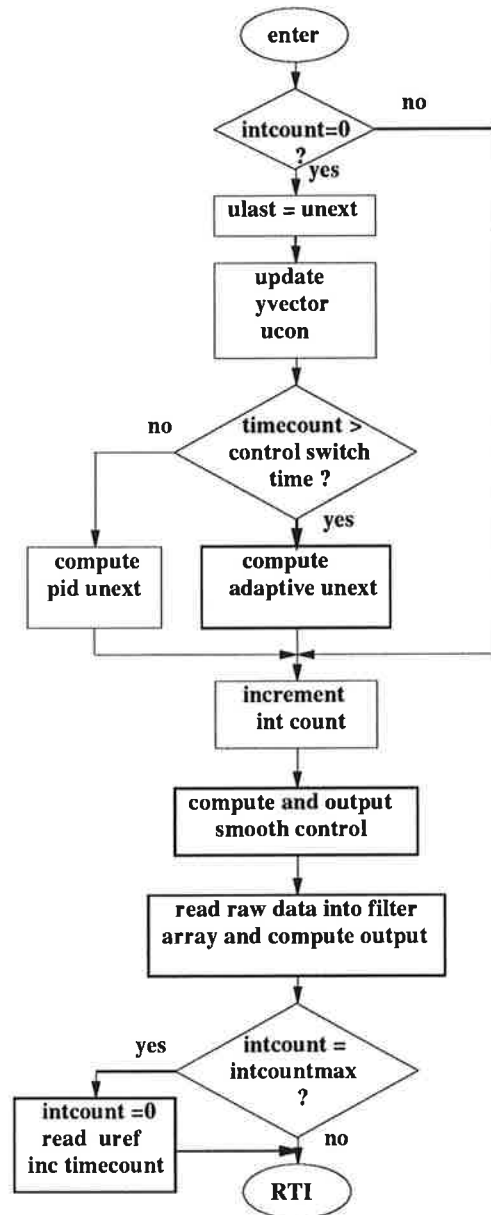 enter
no
intcount=0
?
yes
ulast = unext
update
yvector
ucon
no
timecount >
control switch
time ?
yes
compute
pid unext
compute
adaptive unext
increment
int count
compute and output
smooth control
read raw data into filter
array and compute output
yes
intcount =
intcountmax
?
no
intcount =0
read uref
inc timecount
RTI